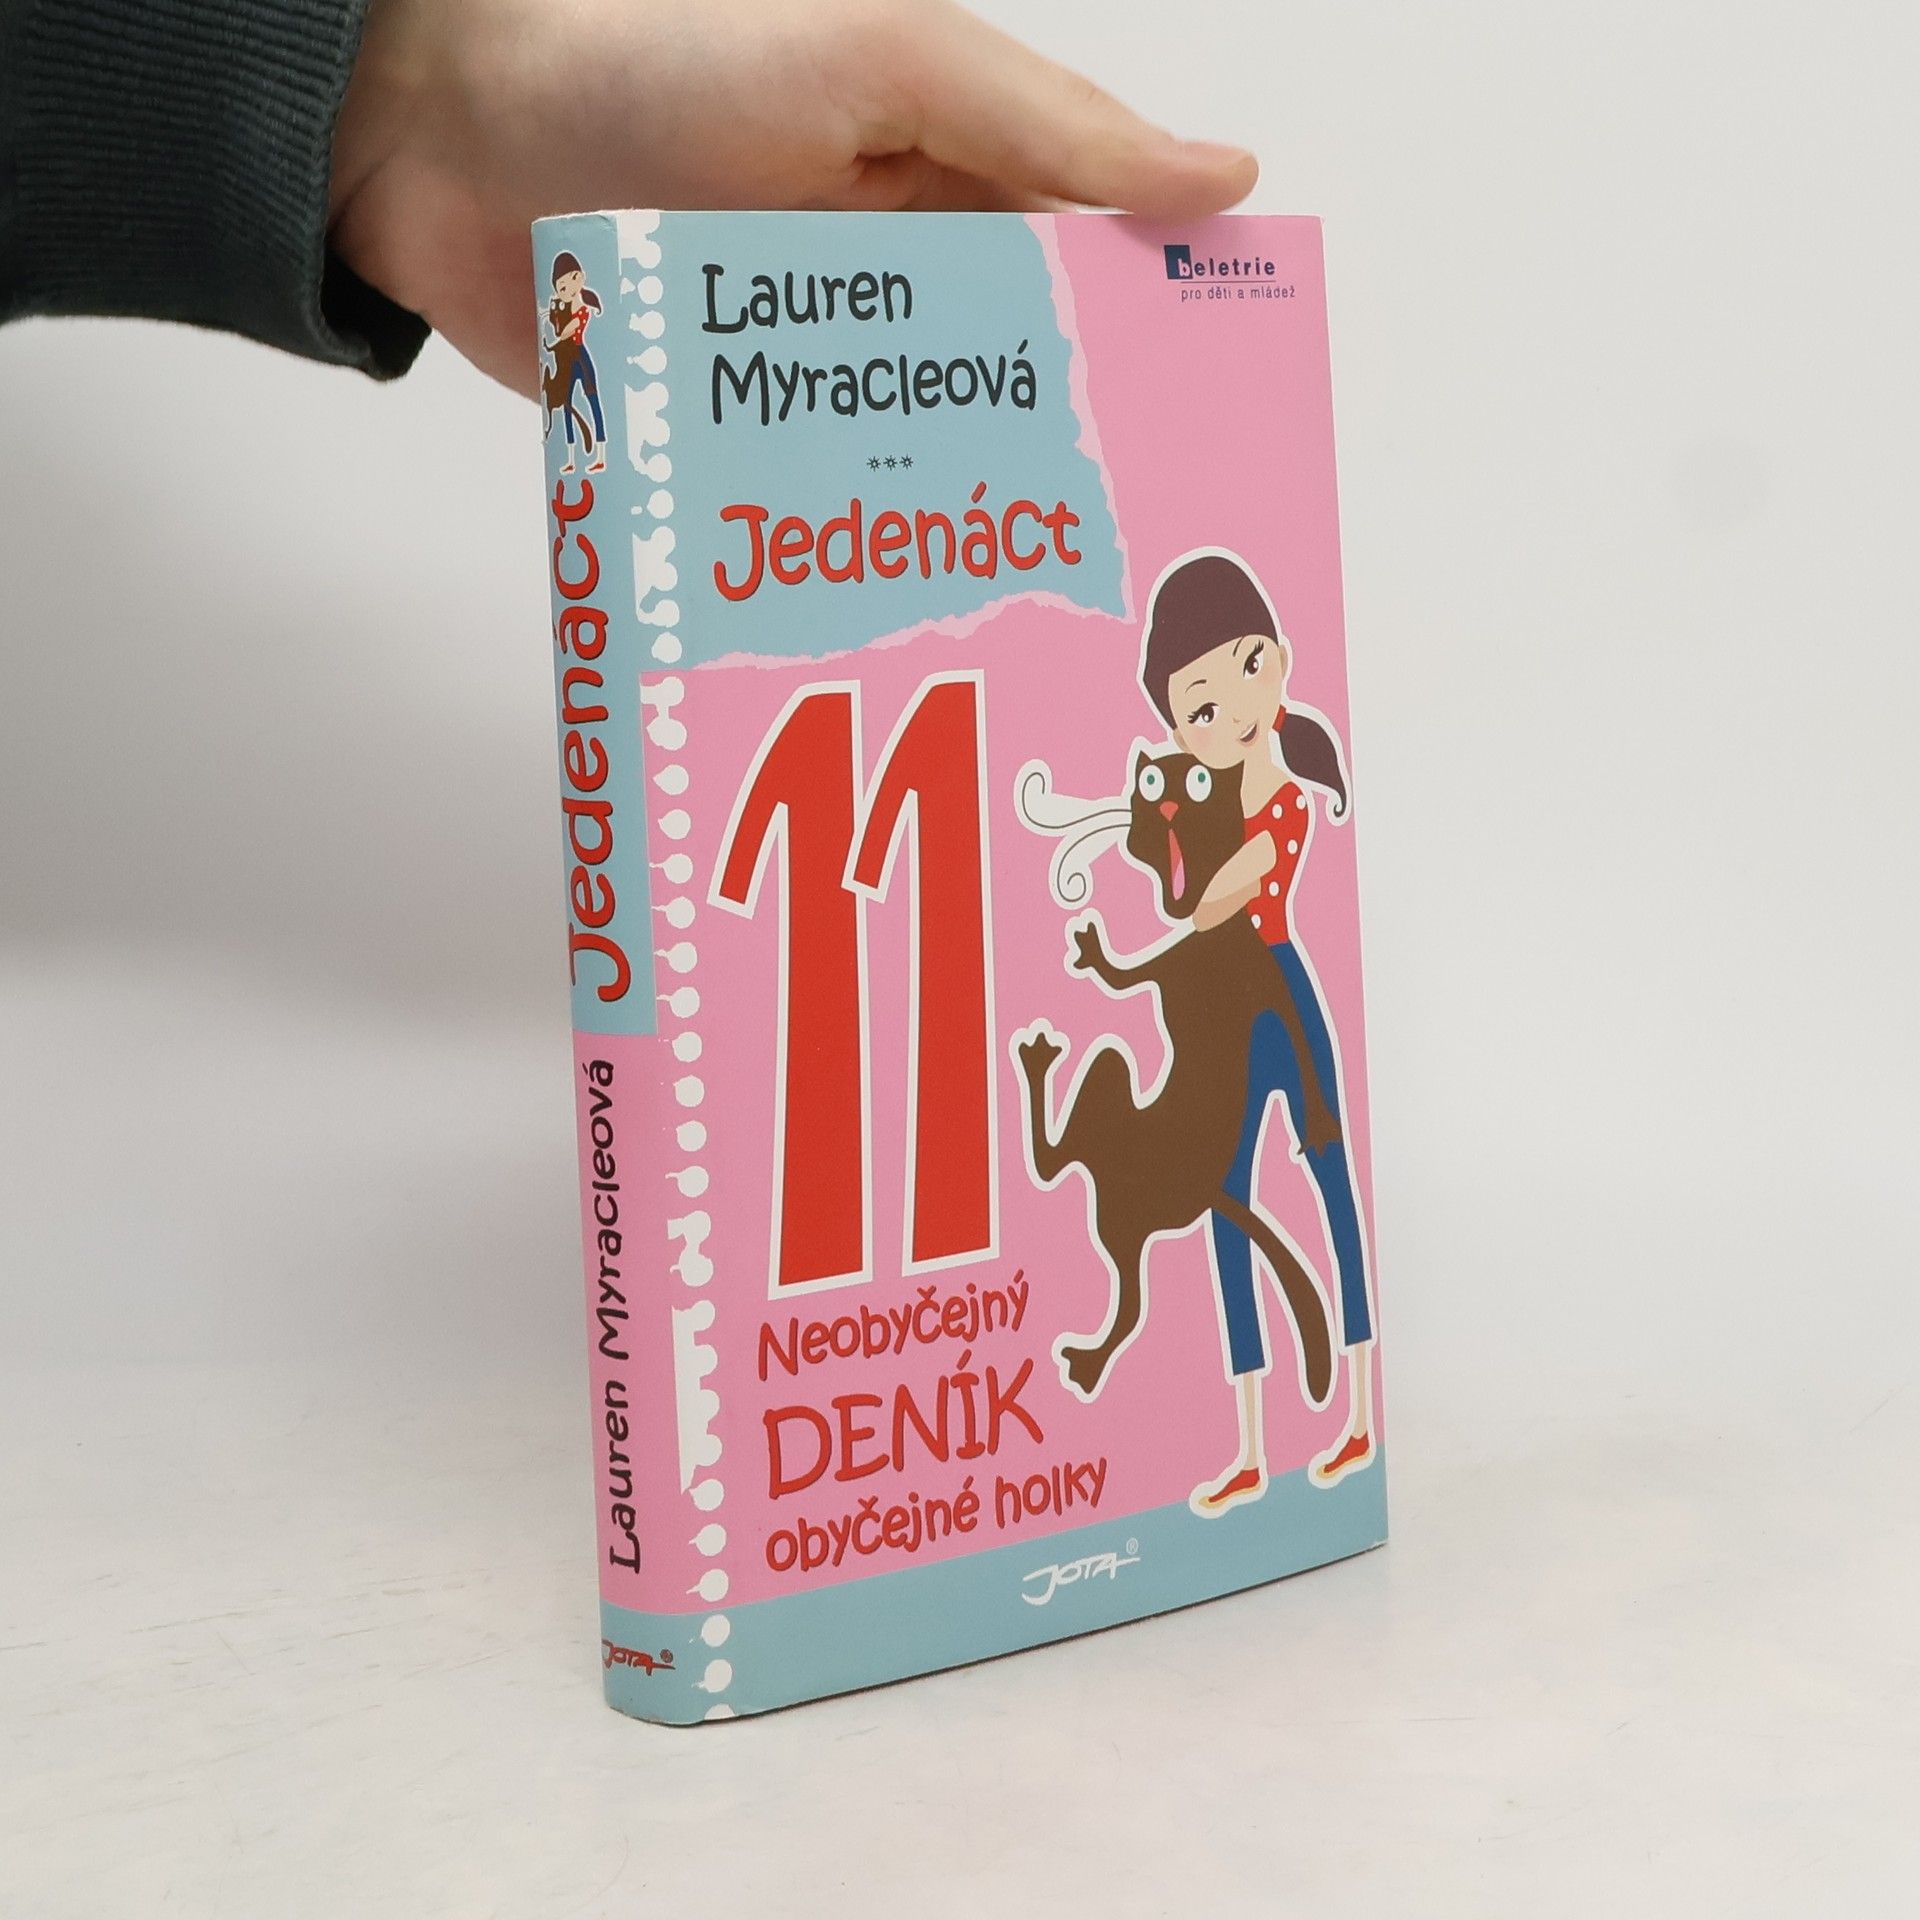 Lauren
Myracleová
***
Jedenáct
beletrie
pro děti a mládež
11
Neobyčejný
DENÍK
obyčejné holky
JOTA®
Jedenáct
Lauren Myracleová
JOTA®